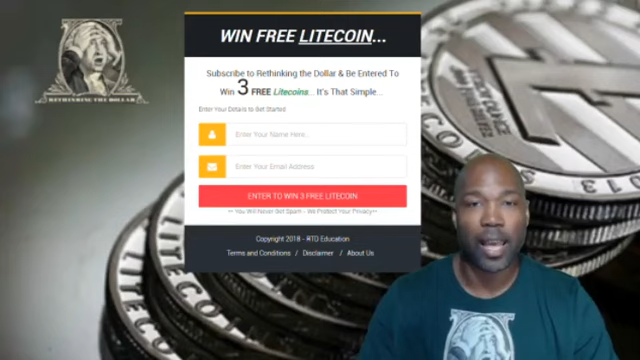 RETHINKING THE DOLLAR
WIN FREE LITECOIN...
Subscribe to Rethinking the Dollar & Be Entered To
Win 3 FREE Litecoins... It's That Simple...
Enter Your Details to Get Started
Enter Your Name Here..
Enter Your Email Address
ENTER TO WIN 3 FREE LITECOIN
** You Will Never Get Spam - We Protect Your Privacy**
Copyright 2018 - RTD Education
Terms and Conditions / Disclaimer / About Us
LITECOIN
LITECOIN